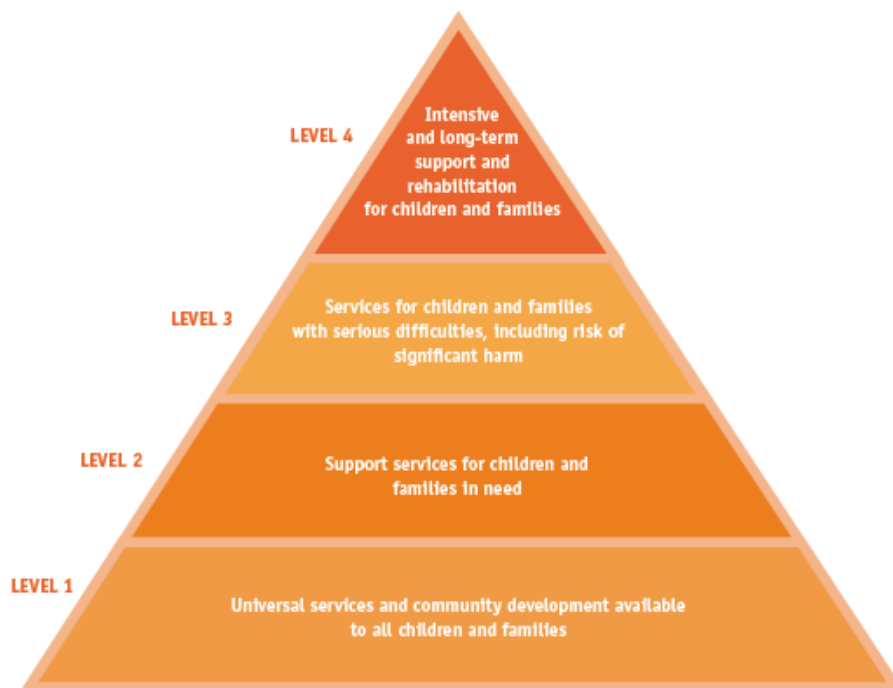 LEVEL 4
Intensive
and long-term
support and
rehabilitation
for children and families
LEVEL 3
Services for children and families
with serious difficulties, including risk of
significant harm
LEVEL 2
Support services for children and
families in need
LEVEL 1
Universal services and community development available
to all children and families